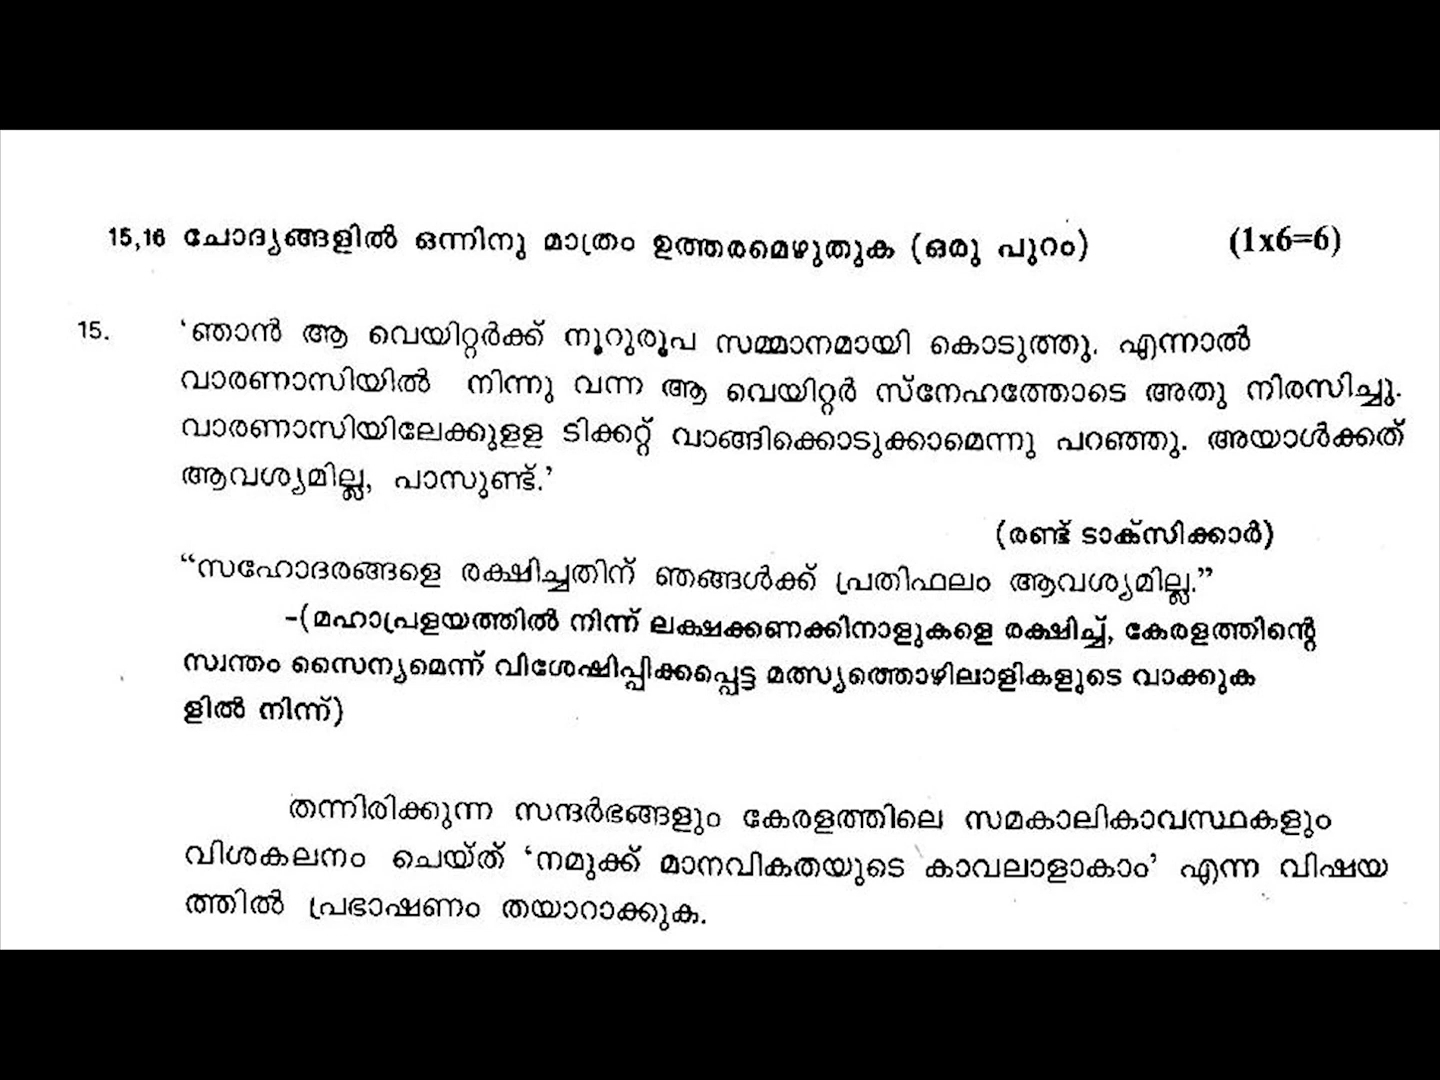 15,16 ചോദ്യങ്ങളിൽ ഒന്നിനു മാത്രം ഉത്തരമെഴുതുക (ഒരു പുറം) (1x6=6)
15. ‘ഞാൻ ആ വെയിറ്റർക്ക് നൂറുരൂപ സമ്മാനമായി കൊടുത്തു. എന്നാൽ
വാരണാസിയിൽ നിന്നു വന്ന ആ വെയിറ്റർ സ്നേഹത്തോടെ അതു നിരസിച്ചു.
വാരണാസിയിലേക്കുളള ടിക്കറ്റ് വാങ്ങിക്കൊടുക്കാമെന്നു പറഞ്ഞു. അയാൾക്കത്
ആവശ്യമില്ല, പാസുണ്ട്.’
(രണ്ട് ടാക്സിക്കാർ)
“സഹോദരങ്ങളെ രക്ഷിച്ചതിന് ഞങ്ങൾക്ക് പ്രതിഫലം ആവശ്യമില്ല.”
-(മഹാപ്രളയത്തിൽ നിന്ന് ലക്ഷക്കണക്കിനാളുകളെ രക്ഷിച്ച്, കേരളത്തിന്റെ
സ്വന്തം സൈന്യമെന്ന് വിശേഷിപ്പിക്കപ്പെട്ട മത്സ്യത്തൊഴിലാളികളുടെ വാക്കുക
ളിൽ നിന്ന്)
തന്നിരിക്കുന്ന സന്ദർഭങ്ങളും കേരളത്തിലെ സമകാലികാവസ്ഥകളും
വിശകലനം ചെയ്ത് ‘നമുക്ക് മാനവികതയുടെ കാവലാളാകാം’ എന്ന വിഷയ
ത്തിൽ പ്രഭാഷണം തയാറാക്കുക.